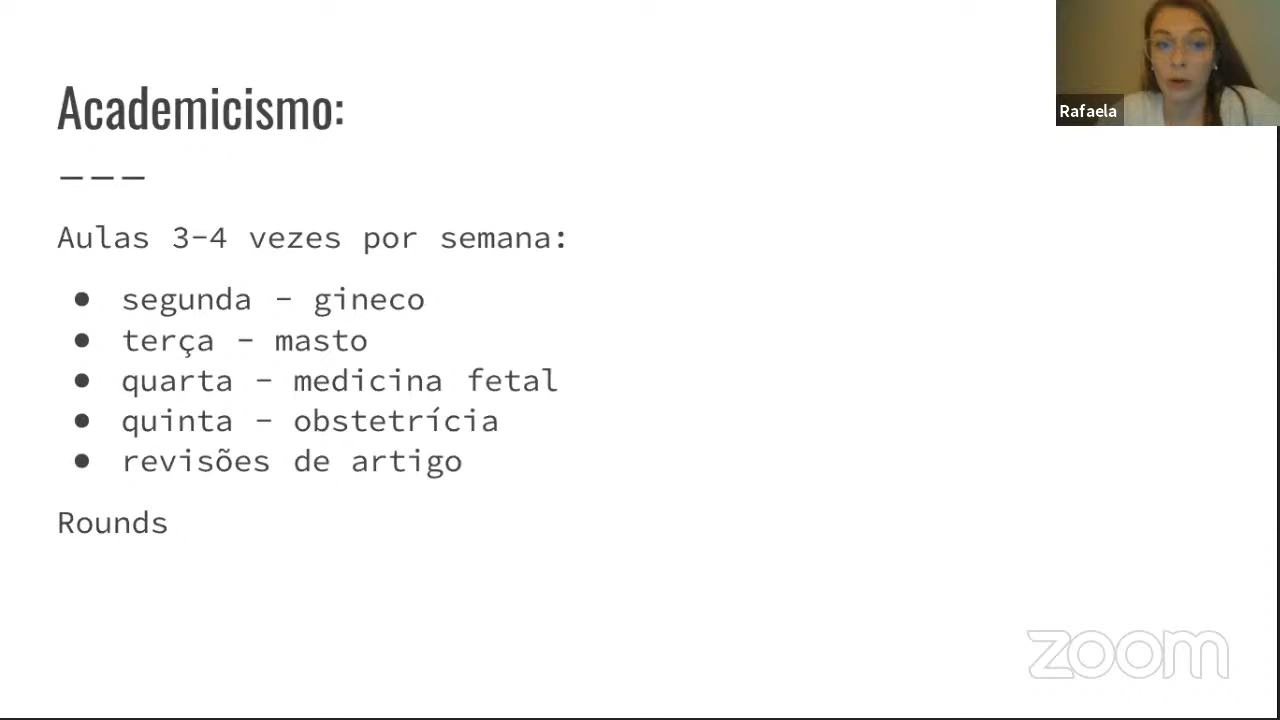 Academicismo:
Rafaela
———
Aulas 3-4 vezes por semana:
● segunda - gineco
● terça - masto
● quarta - medicina fetal
● quinta - obstetrícia
● revisões de artigo
Rounds
zoom